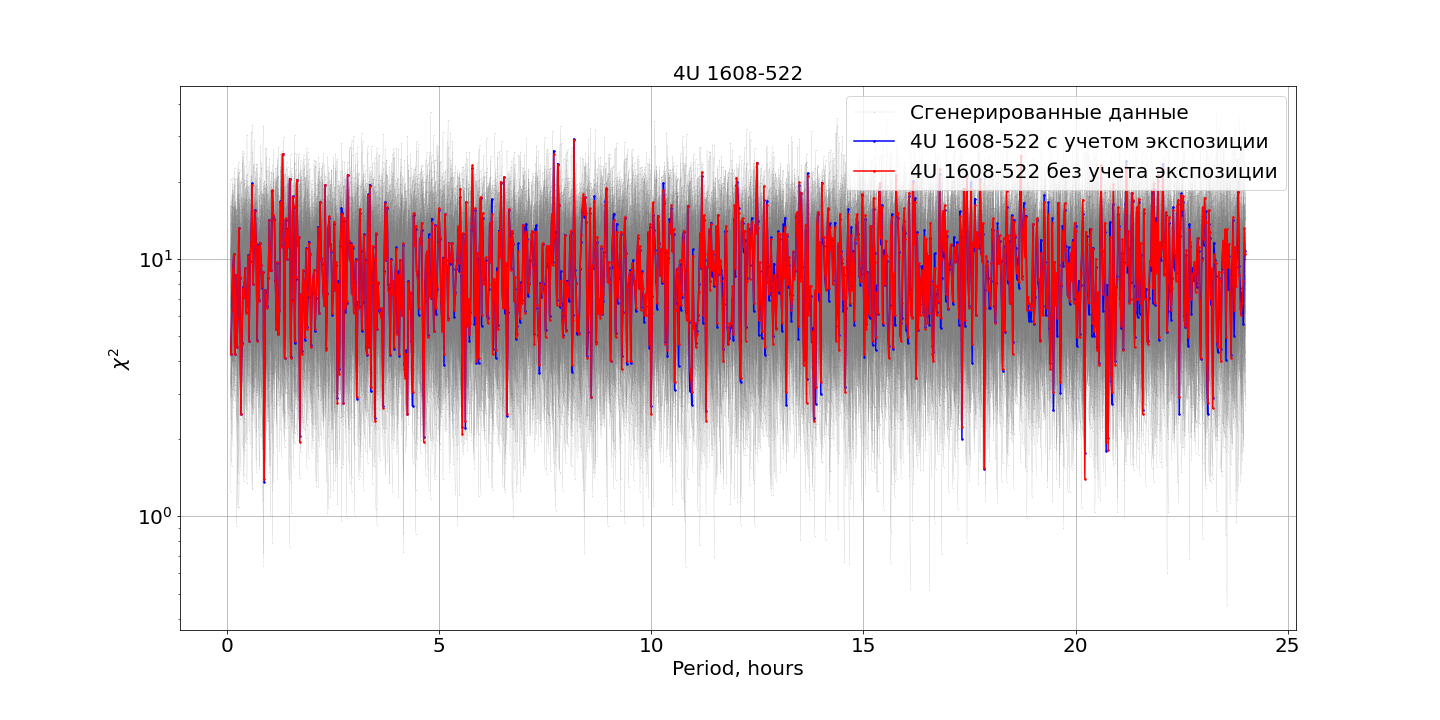 4U 1608-522
Сгенерированные данные
4U 1608-522 с учетом экспозиции
4U 1608-522 без учета экспозиции
10¹
10⁰
χ²
0 5 10 15 20 25
Period, hours